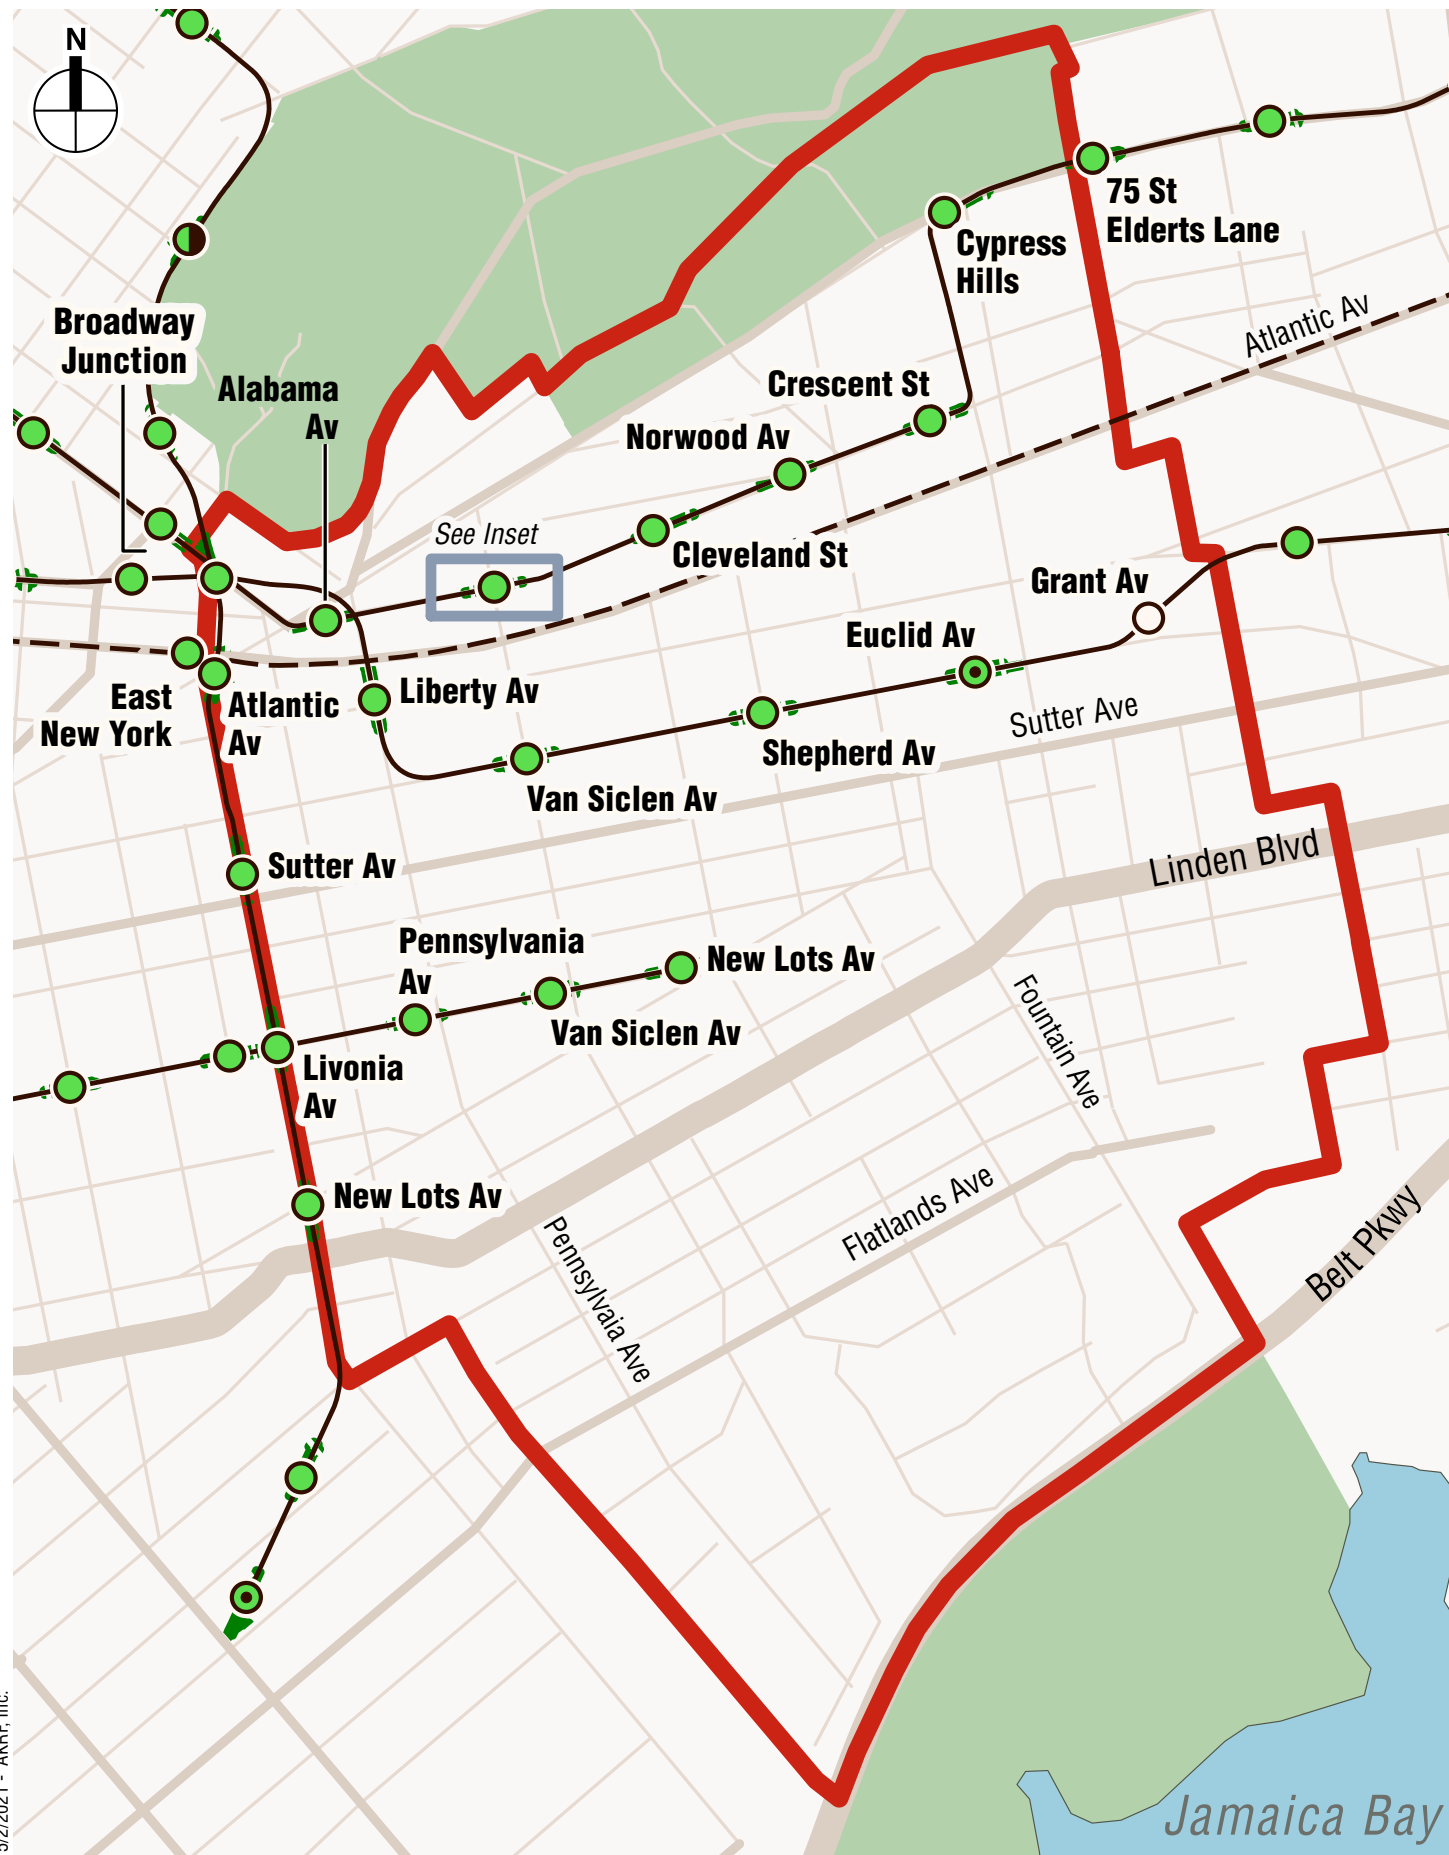 N
75 St
Elderts Lane
Cypress
Hills
Broadway
Junction
Atlantic Av
Alabama
Av
Crescent St
Norwood Av
See Inset
Cleveland St
Grant Av
Euclid Av
East
New York
Atlantic
Av
Liberty Av
Sutter Ave
Shepherd Av
Van Siclen Av
Sutter Av
Linden Blvd
Pennsylvania
Av
New Lots Av
Van Siclen Av
Fountain Ave
Livonia
Av
New Lots Av
Flatlands Ave
Pennsylvaia Ave
Belt Pkwy
Jamaica Bay